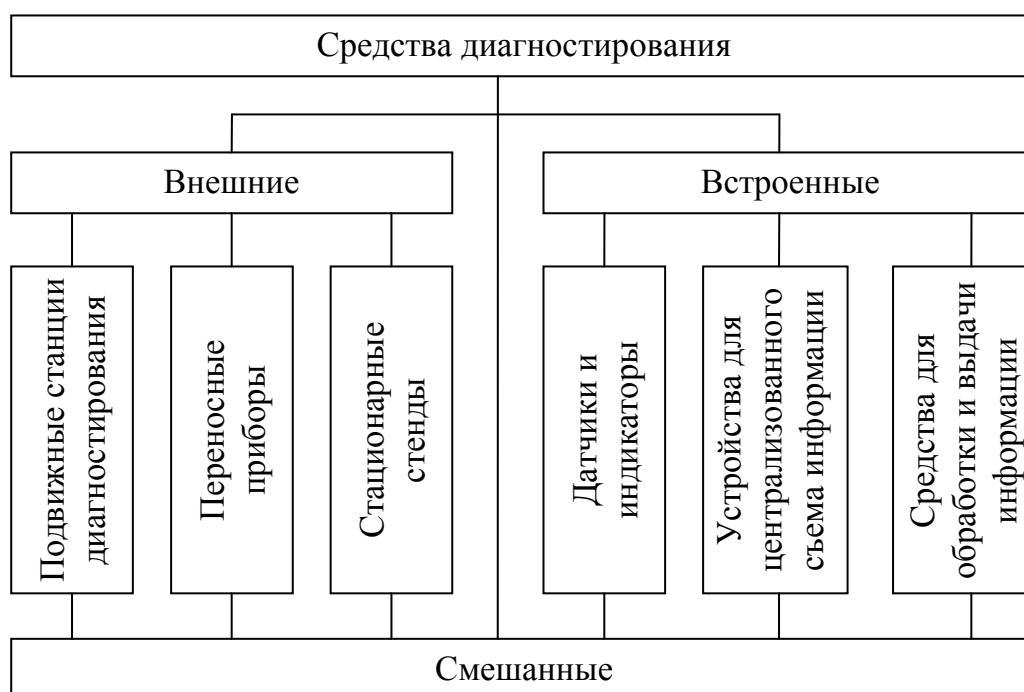 Средства диагностирования
Внешние
Встроенные
Подвижные станции
диагностирования
Переносные
приборы
Стационарные
стенды
Датчики и
индикаторы
Устройства для
централизованного
съема информации
Средства для
обработки и выдачи
информации
Смешанные